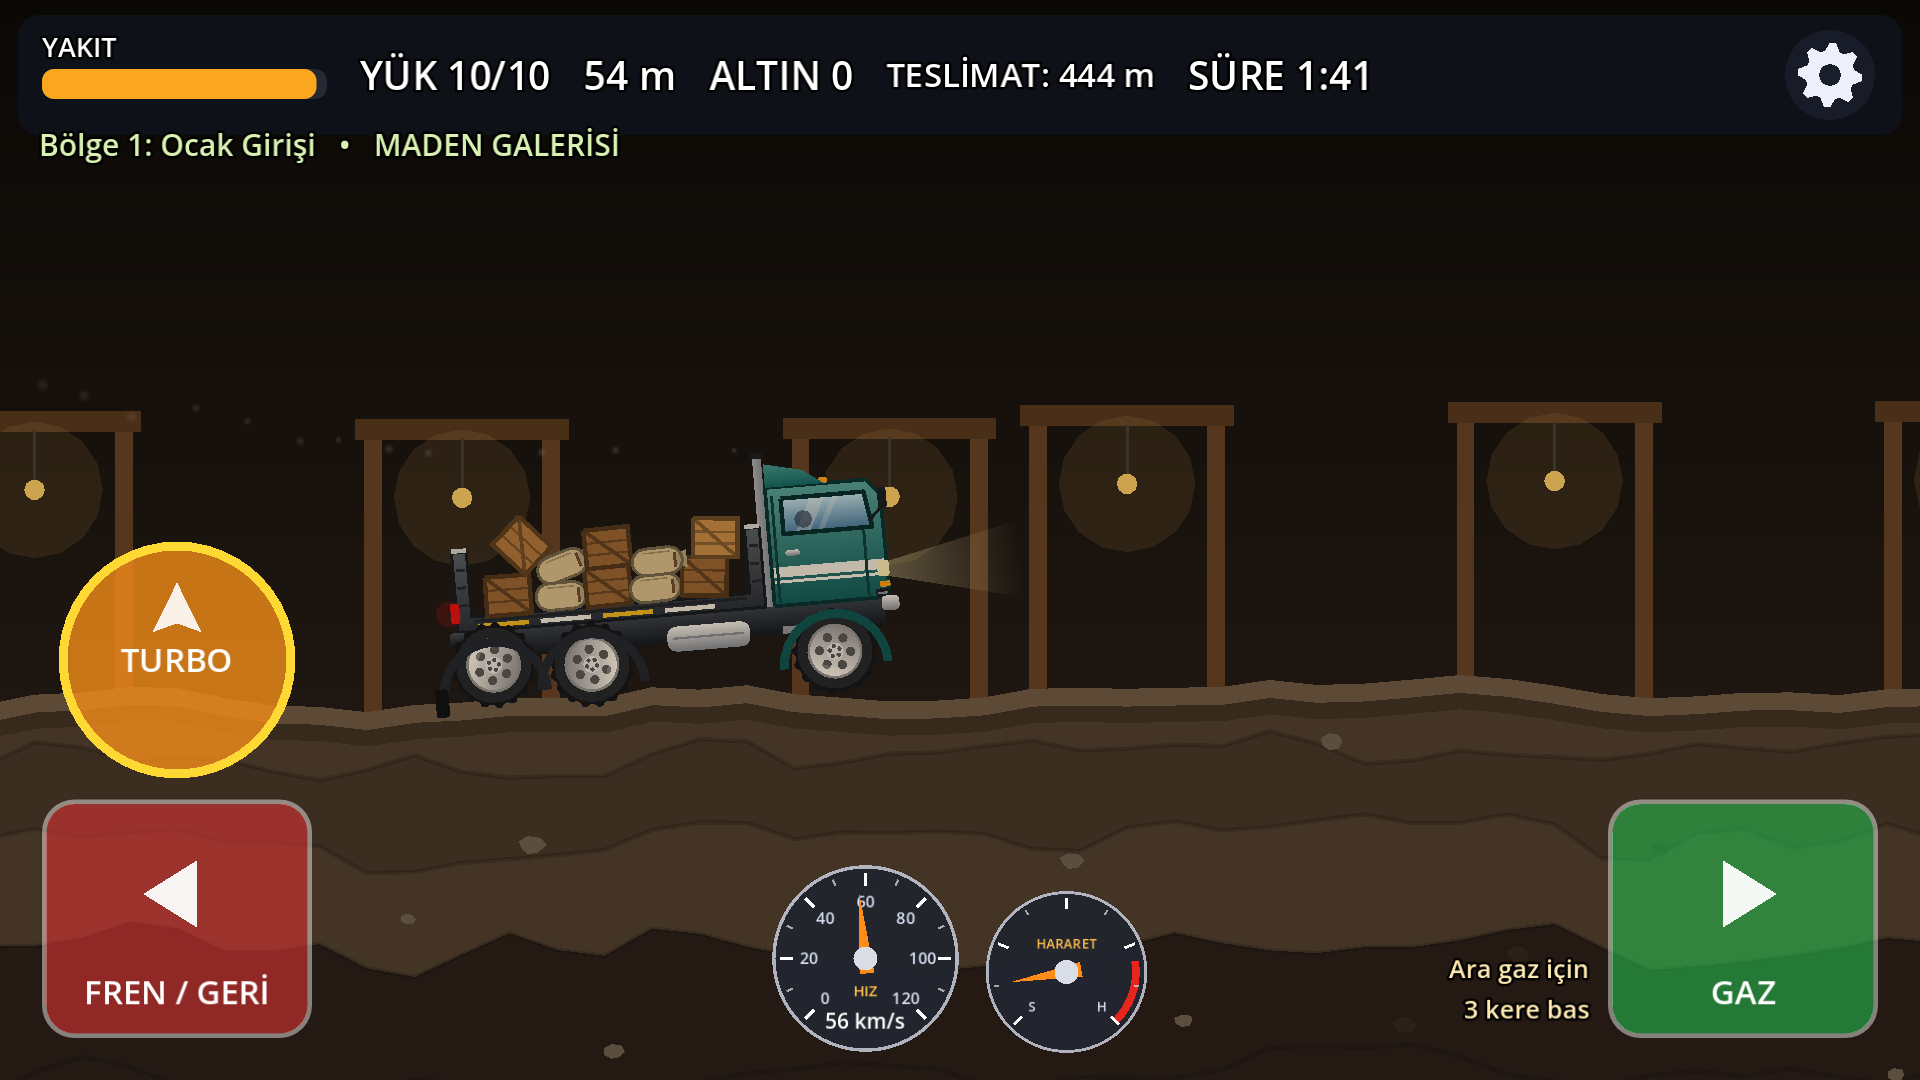 YAKIT
YÜK 10/10 54 m ALTIN 0 TESLİMAT: 444 m SÜRE 1:41
Bölge 1: Ocak Girişi • MADEN GALERİSİ
TURBO
FREN / GERİ
0 20 40 60 80 100 120
HIZ
56 km/s
HARARET
S H
Ara gaz için
3 kere bas
GAZ